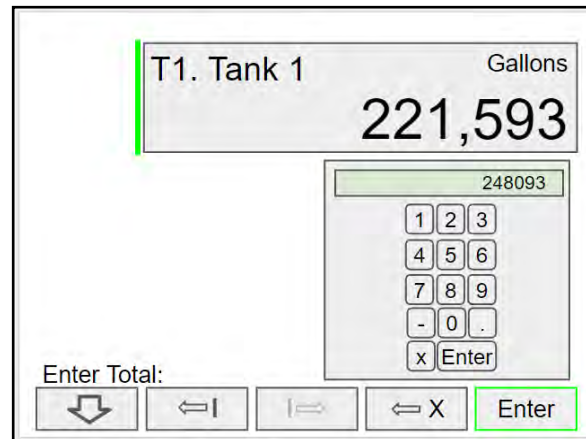 T1. Tank 1 Gallons
221,593
248093
1 2 3
4 5 6
7 8 9
- 0 .
x Enter
Enter Total:
X Enter